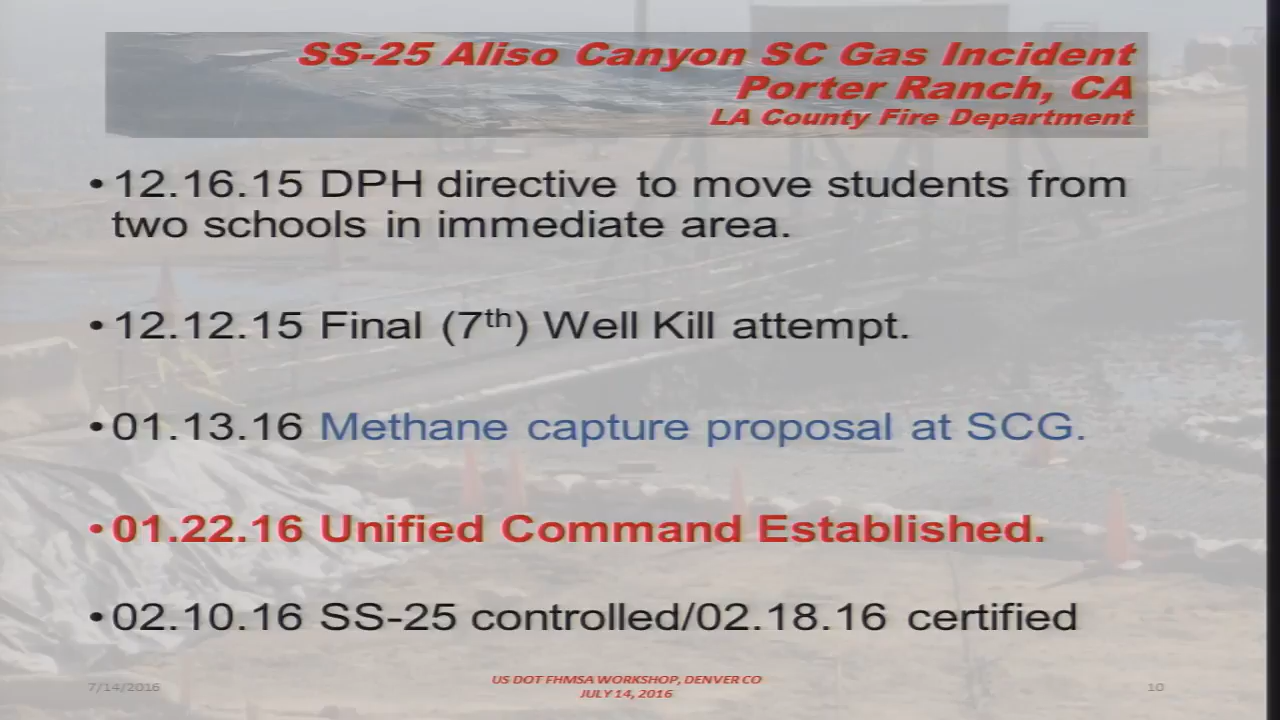 SS-25 Aliso Canyon SC Gas Incident
Porter Ranch, CA
LA County Fire Department
•12.16.15 DPH directive to move students from
two schools in immediate area.
•12.12.15 Final (7th) Well Kill attempt.
•01.13.16 Methane capture proposal at SCG.
•01.22.16 Unified Command Established.
•02.10.16 SS-25 controlled/02.18.16 certified
7/14/2016
US DOT FHMSA WORKSHOP, DENVER CO
JULY 14, 2016
10